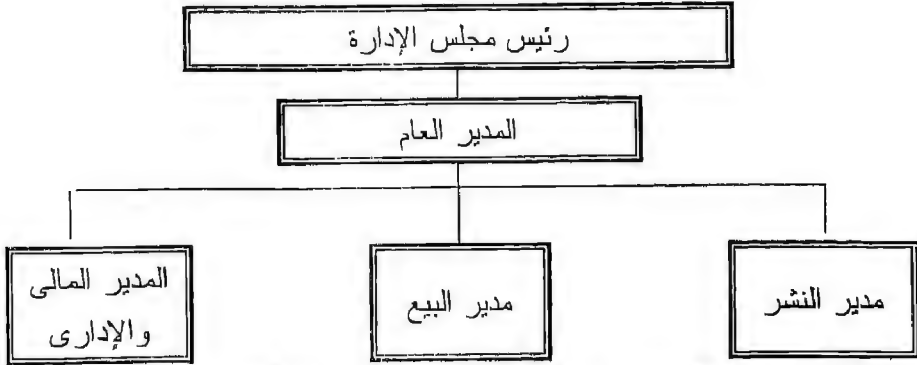 رئيس مجلس الإدارة
المدير العام
مدير النشر
مدير البيع
المدير المالى
والإدارى